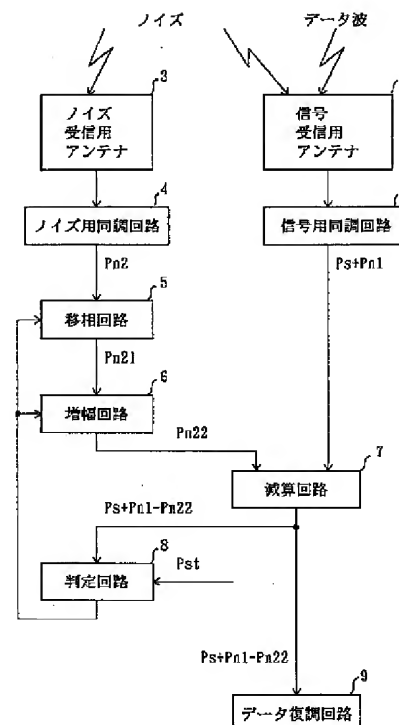 ノイズ
データ波
3
ノイズ
受信用
アンテナ
信号
受信用
アンテナ
4
ノイズ用同調回路
信号用同調回路
Pn2
Ps+Pn1
5
移相回路
Pn21
6
増幅回路
Pn22
7
減算回路
Ps+Pn1-Pn22
8
判定回路
Pst
Ps+Pn1-Pn22
9
データ復調回路